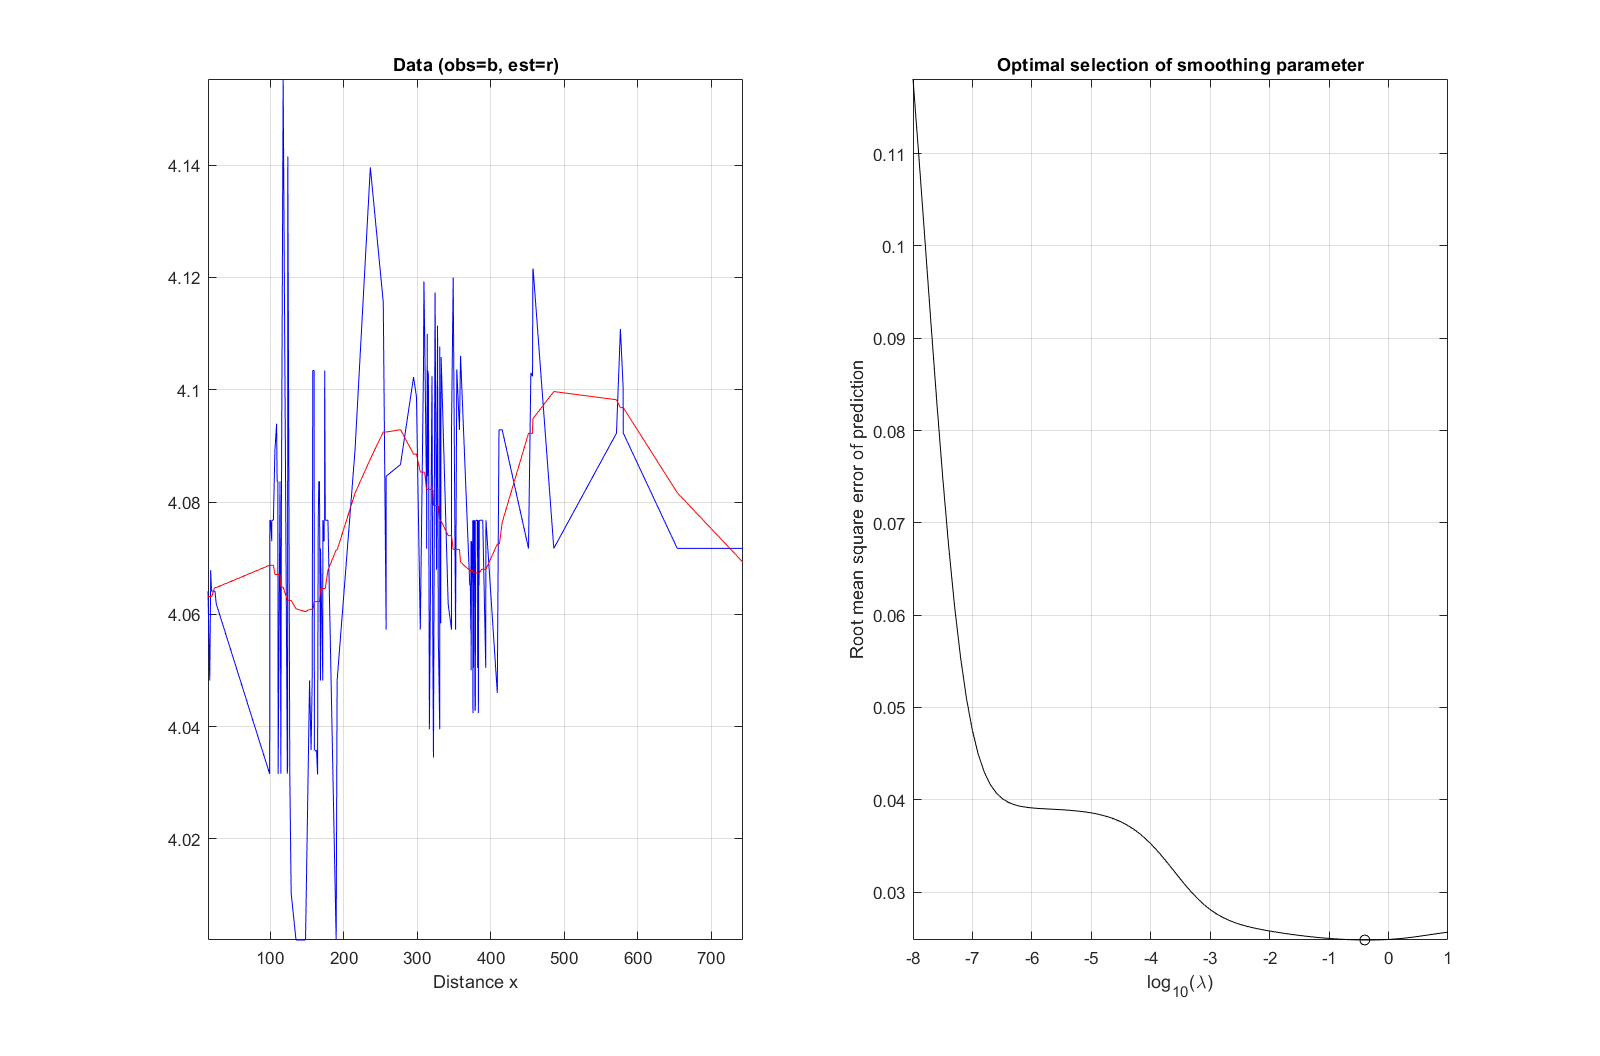 Data (obs=b, est=r)
4.14
4.12
4.1
4.08
4.06
4.04
4.02
100 200 300 400 500 600 700
Distance x
Optimal selection of smoothing parameter
Root mean square error of prediction
0.11
0.1
0.09
0.08
0.07
0.06
0.05
0.04
0.03
-8 -7 -6 -5 -4 -3 -2 -1 0 1
log10(λ)